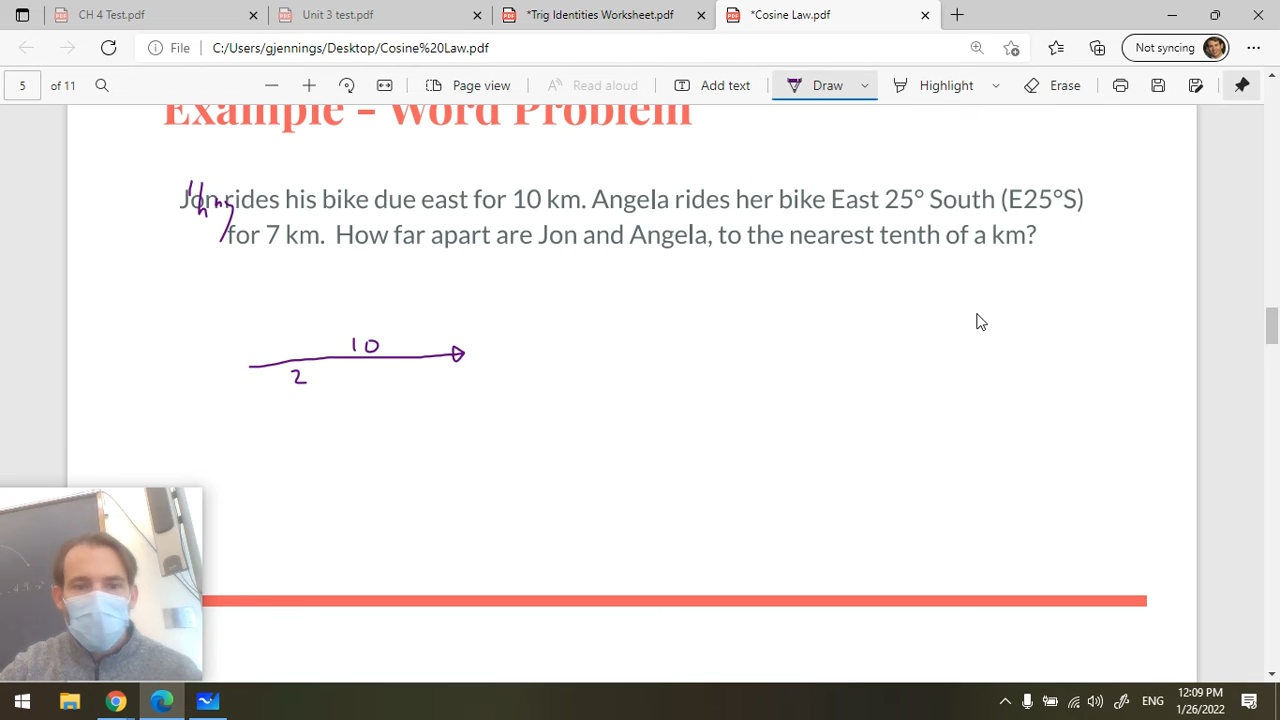 CH 4 Test.pdf
Unit 3 test.pdf
*Trig Identities Worksheet.pdf
*Cosine Law.pdf
File
C:/Users/gjennings/Desktop/Cosine%20Law.pdf
Not syncing
5 of 11
Page view
Read aloud
Add text
Draw
Highlight
Erase
Example - Word Problem
Jon rides his bike due east for 10 km. Angela rides her bike East 25° South (E25°S)
for 7 km. How far apart are Jon and Angela, to the nearest tenth of a km?
10
2
ENG
12:09 PM
1/26/2022